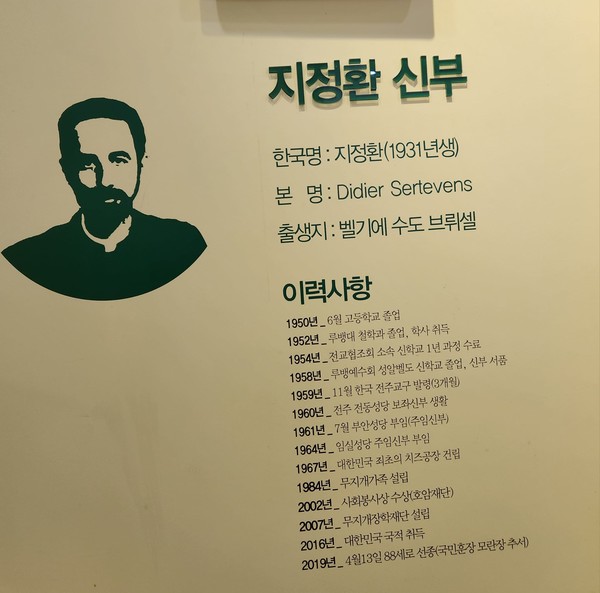 지정환 신부
한국명 : 지정환(1931년생)
본 명 : Didier Sertevens
출생지 : 벨기에 수도 브뤼셀
이력사항
1950년 _ 6월 고등학교 졸업
1952년 _ 루뱅대 철학과 졸업, 학사 취득
1954년 _ 전교협조회 소속 신학교 1년 과정 수료
1958년 _ 루뱅예수회 성알벨도 신학교 졸업, 신부 서품
1959년 _ 11월 한국 전주교구 발령(3개월)
1960년 _ 전주 전동성당 보좌신부 생활
1961년 _ 7월 부안성당 부임(주임신부)
1964년 _ 임실성당 주임신부 부임
1967년 _ 대한민국 최초의 치즈공장 건립
1984년 _ 무지개가족 설립
2002년 _ 사회봉사상 수상(호암재단)
2007년 _ 무지개장학재단 설립
2016년 _ 대한민국 국적 취득
2019년 _ 4월13일 88세로 선종(국민훈장 모란장 추서)